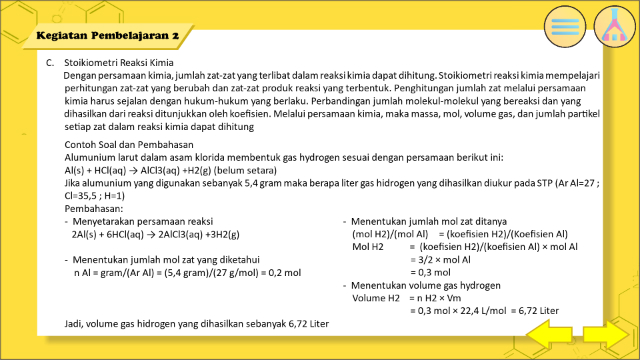 Kegiatan Pembelajaran 2
C. Stoikiometri Reaksi Kimia
Dengan persamaan kimia, jumlah zat-zat yang terlibat dalam reaksi kimia dapat dihitung. Stoikiometri reaksi kimia mempelajari
perhitungan zat-zat yang berubah dan zat-zat produk reaksi yang terbentuk. Penghitungan jumlah zat melalui persamaan
kimia harus sejalan dengan hukum-hukum yang berlaku. Perbandingan jumlah molekul-molekul yang bereaksi dan yang
dihasilkan dari reaksi ditunjukkan oleh koefisien. Melalui persamaan kimia, maka massa, mol, volume gas, dan jumlah partikel
setiap zat dalam reaksi kimia dapat dihitung
Contoh Soal dan Pembahasan
Alumunium larut dalam asam klorida membentuk gas hydrogen sesuai dengan persamaan berikut ini:
Al(s) + HCl(aq) → AlCl3(aq) +H2(g) (belum setara)
Jika alumunium yang digunakan sebanyak 5,4 gram maka berapa liter gas hidrogen yang dihasilkan diukur pada STP (Ar Al=27 ;
Cl=35,5 ; H=1)
Pembahasan:
- Menyetarakan persamaan reaksi
2Al(s) + 6HCl(aq) → 2AlCl3(aq) +3H2(g)
- Menentukan jumlah mol zat yang diketahui
n Al = gram/(Ar Al) = (5,4 gram)/(27 g/mol) = 0,2 mol
- Menentukan jumlah mol zat ditanya
(mol H2)/(mol Al) = (koefisien H2)/(Koefisien Al)
Mol H2 = (koefisien H2)/(koefisien Al) × mol Al
= 3/2 × mol Al
= 0,3 mol
- Menentukan volume gas hydrogen
Volume H2 = n H2 × Vm
= 0,3 mol × 22,4 L/mol = 6,72 Liter
Jadi, volume gas hidrogen yang dihasilkan sebanyak 6,72 Liter